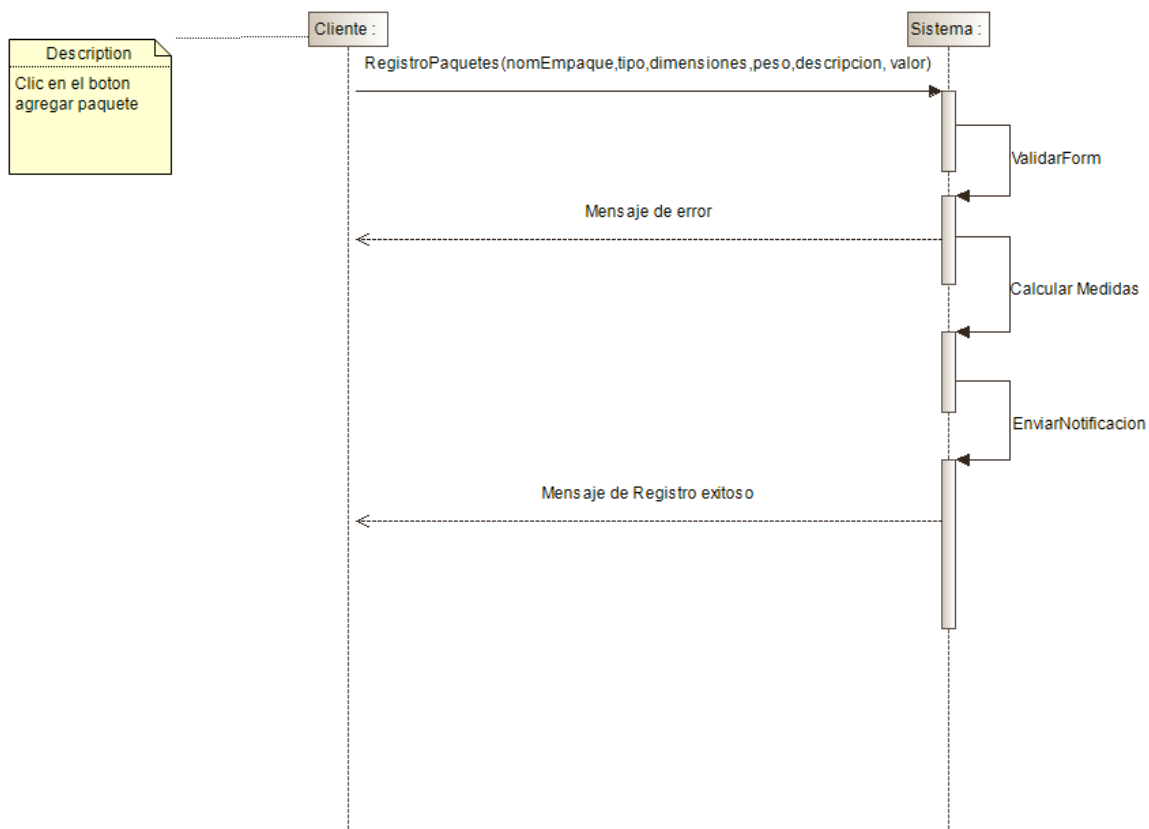 Cliente :
Sistema :
Description
Clic en el boton
agregar paquete
RegistroPaquetes(nomEmpaque,tipo,dimensiones,peso,descripcion, valor)
ValidarForm
Mensaje de error
Calcular Medidas
EnviarNotificacion
Mensaje de Registro exitoso